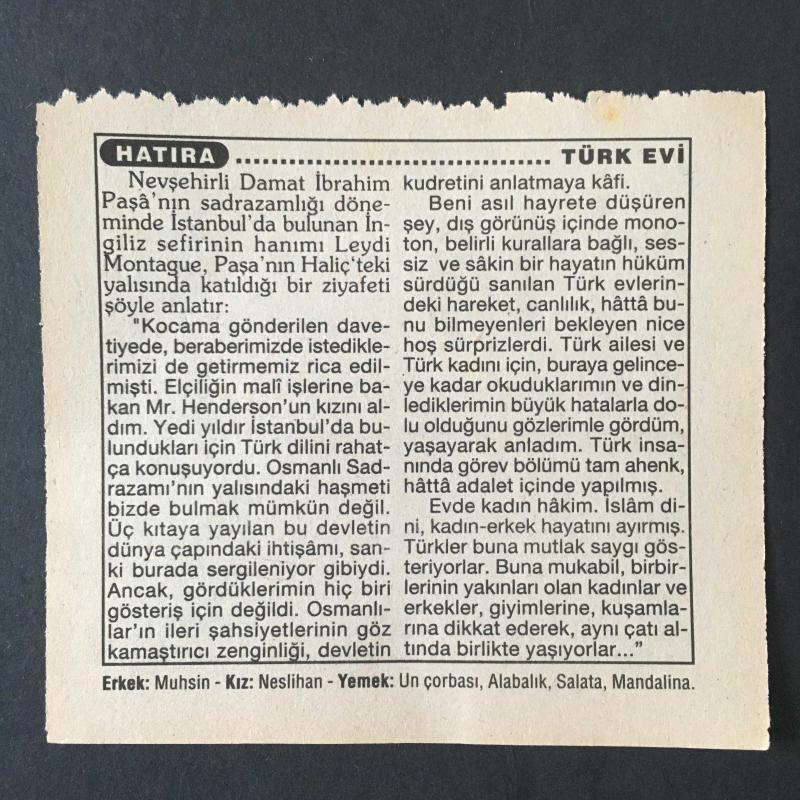 HATIRA ................................ TÜRK EVİ
Nevşehirli Damat İbrahim
Paşâ'nın sadrazamlığı döne-
minde İstanbul'da bulunan İn-
giliz sefirinin hanımı Leydi
Montague, Paşa'nın Haliç'teki
yalısında katıldığı bir ziyafeti
şöyle anlatır:
"Kocama gönderilen dave-
tiyede, beraberimizde istedikle-
rimizi de getirmemiz rica edil-
mişti. Elçiliğin malî işlerine ba-
kan Mr. Henderson'un kızını al-
dım. Yedi yıldır İstanbul'da bu-
lundukları için Türk dilini rahat-
ça konuşuyordu. Osmanlı Sad-
razamı'nın yalısındaki haşmeti
bizde bulmak mümkün değil.
Üç kıtaya yayılan bu devletin
dünya çapındaki ihtişâmı, san-
ki burada sergileniyor gibiydi.
Ancak, gördüklerimin hiç biri
gösteriş için değildi. Osmanlı-
lar'ın ileri şahsiyetlerinin göz
kamaştırıcı zenginliği, devletin
kudretini anlatmaya kâfi.
Beni asıl hayrete düşüren
şey, dış görünüş içinde mono-
ton, belirli kurallara bağlı, ses-
siz ve sâkin bir hayatın hüküm
sürdüğü sanılan Türk evlerin-
deki hareket, canlılık, hâttâ bu-
nu bilmeyenleri bekleyen nice
hoş sürprizlerdi. Türk ailesi ve
Türk kadını için, buraya gelince-
ye kadar okuduklarımın ve din-
lediklerimin büyük hatalarla do-
lu olduğunu gözlerimle gördüm,
yaşayarak anladım. Türk insa-
nında görev bölümü tam ahenk,
hâttâ adalet içinde yapılmış.
Evde kadın hâkim. İslâm di-
ni, kadın-erkek hayatını ayırmış.
Türkler buna mutlak saygı gös-
teriyorlar. Buna mukabil, birbir-
lerinin yakınları olan kadınlar ve
erkekler, giyimlerine, kuşamla-
rına dikkat ederek, aynı çatı al-
tında birlikte yaşıyorlar..."
Erkek: Muhsin - Kız: Neslihan - Yemek: Un çorbası, Alabalık, Salata, Mandalina.